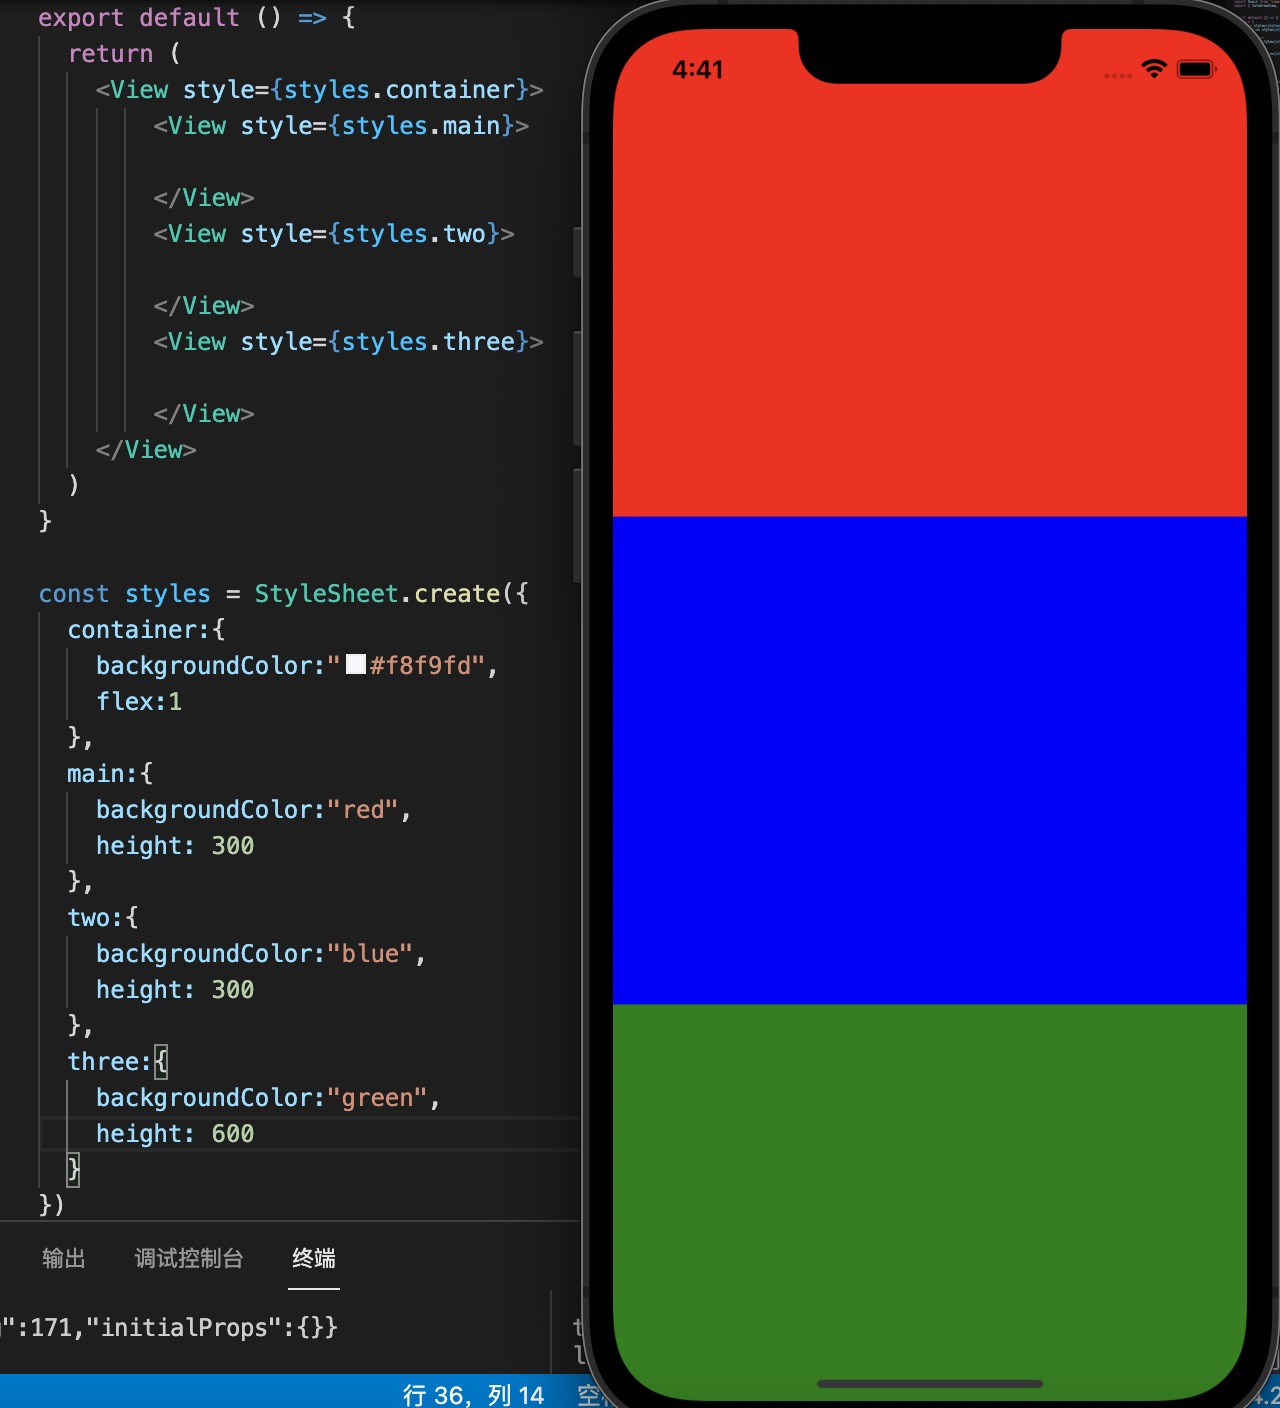 export default () => {
return (
<View style={styles.container}>
<View style={styles.main}>
</View>
<View style={styles.two}>
</View>
<View style={styles.three}>
</View>
</View>
)
}
const styles = StyleSheet.create({
container:{
backgroundColor:"#f8f9fd",
flex:1
},
main:{
backgroundColor:"red",
height: 300
},
two:{
backgroundColor:"blue",
height: 300
},
three:{
backgroundColor:"green",
height: 600
}
})
输出 调试控制台 终端
":171,"initialProps":{}}
行 36，列 14
4:41